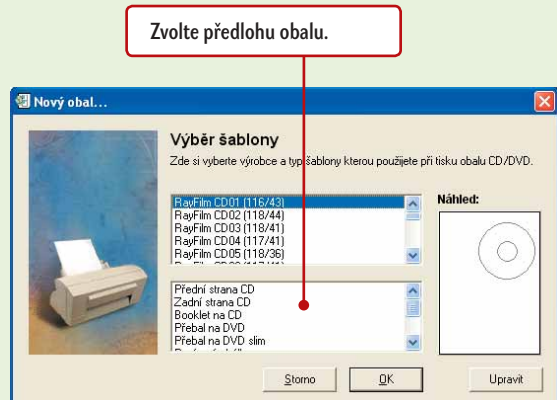 Zvolte předlohu obalu.
Nový obal...
Výběr šablony
Zde si vyberte výrobce a typ šablony kterou použijete při tisku obalu CD/DVD.
RayFilm CD01 (116/43)
RayFilm CD02 (118/44)
RayFilm CD03 (118/41)
RayFilm CD04 (117/41)
RayFilm CD05 (118/36)
Náhled:
Přední strana CD
Zadní strana CD
Booklet na CD
Přebal na DVD
Přebal na DVD slim
Storno
OK
Upravit